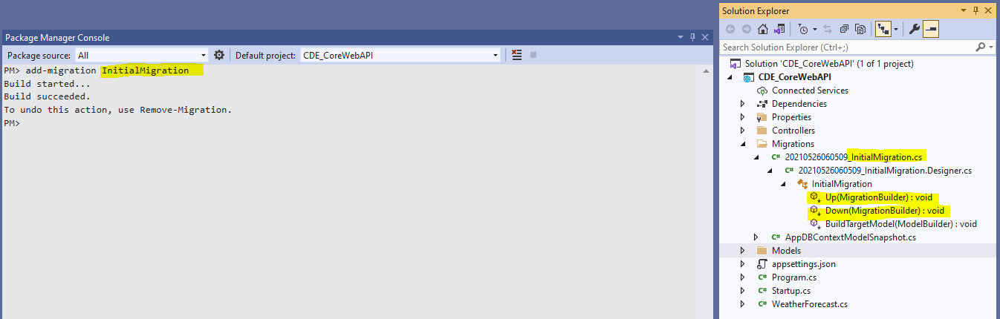 Package Manager Console
Package source: All
Default project: CDE_CoreWebAPI
PM> add-migration InitialMigration
Build started...
Build succeeded.
To undo this action, use Remove-Migration.
PM>
Solution Explorer
Search Solution Explorer (Ctrl+;)
Solution 'CDE_CoreWebAPI' (1 of 1 project)
CDE_CoreWebAPI
Connected Services
Dependencies
Properties
Controllers
Migrations
C# 20210526060509_InitialMigration.cs
C# 20210526060509_InitialMigration.Designer.cs
InitialMigration
Up(MigrationBuilder) : void
Down(MigrationBuilder) : void
BuildTargetModel(ModelBuilder) : void
C# AppDBContextModelSnapshot.cs
Models
appsettings.json
C# Program.cs
C# Startup.cs
C# WeatherForecast.cs